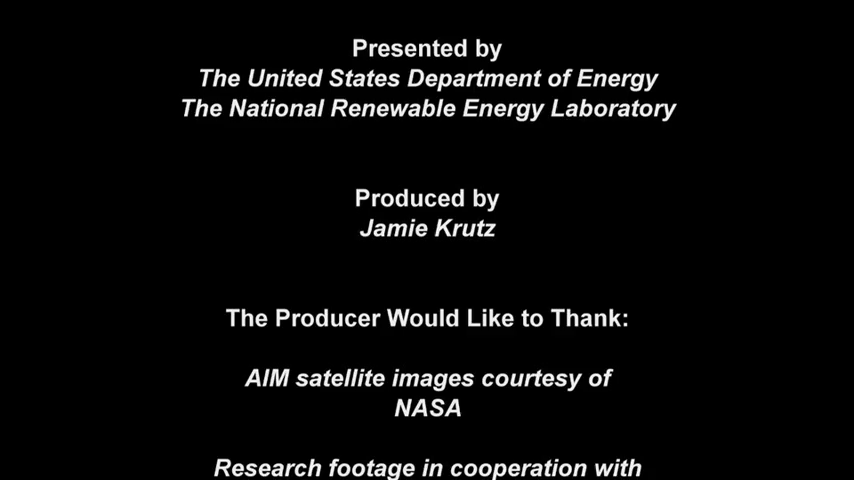 Presented by
The United States Department of Energy
The National Renewable Energy Laboratory
Produced by
Jamie Krutz
The Producer Would Like to Thank:
AIM satellite images courtesy of
NASA
Research footage in cooperation with